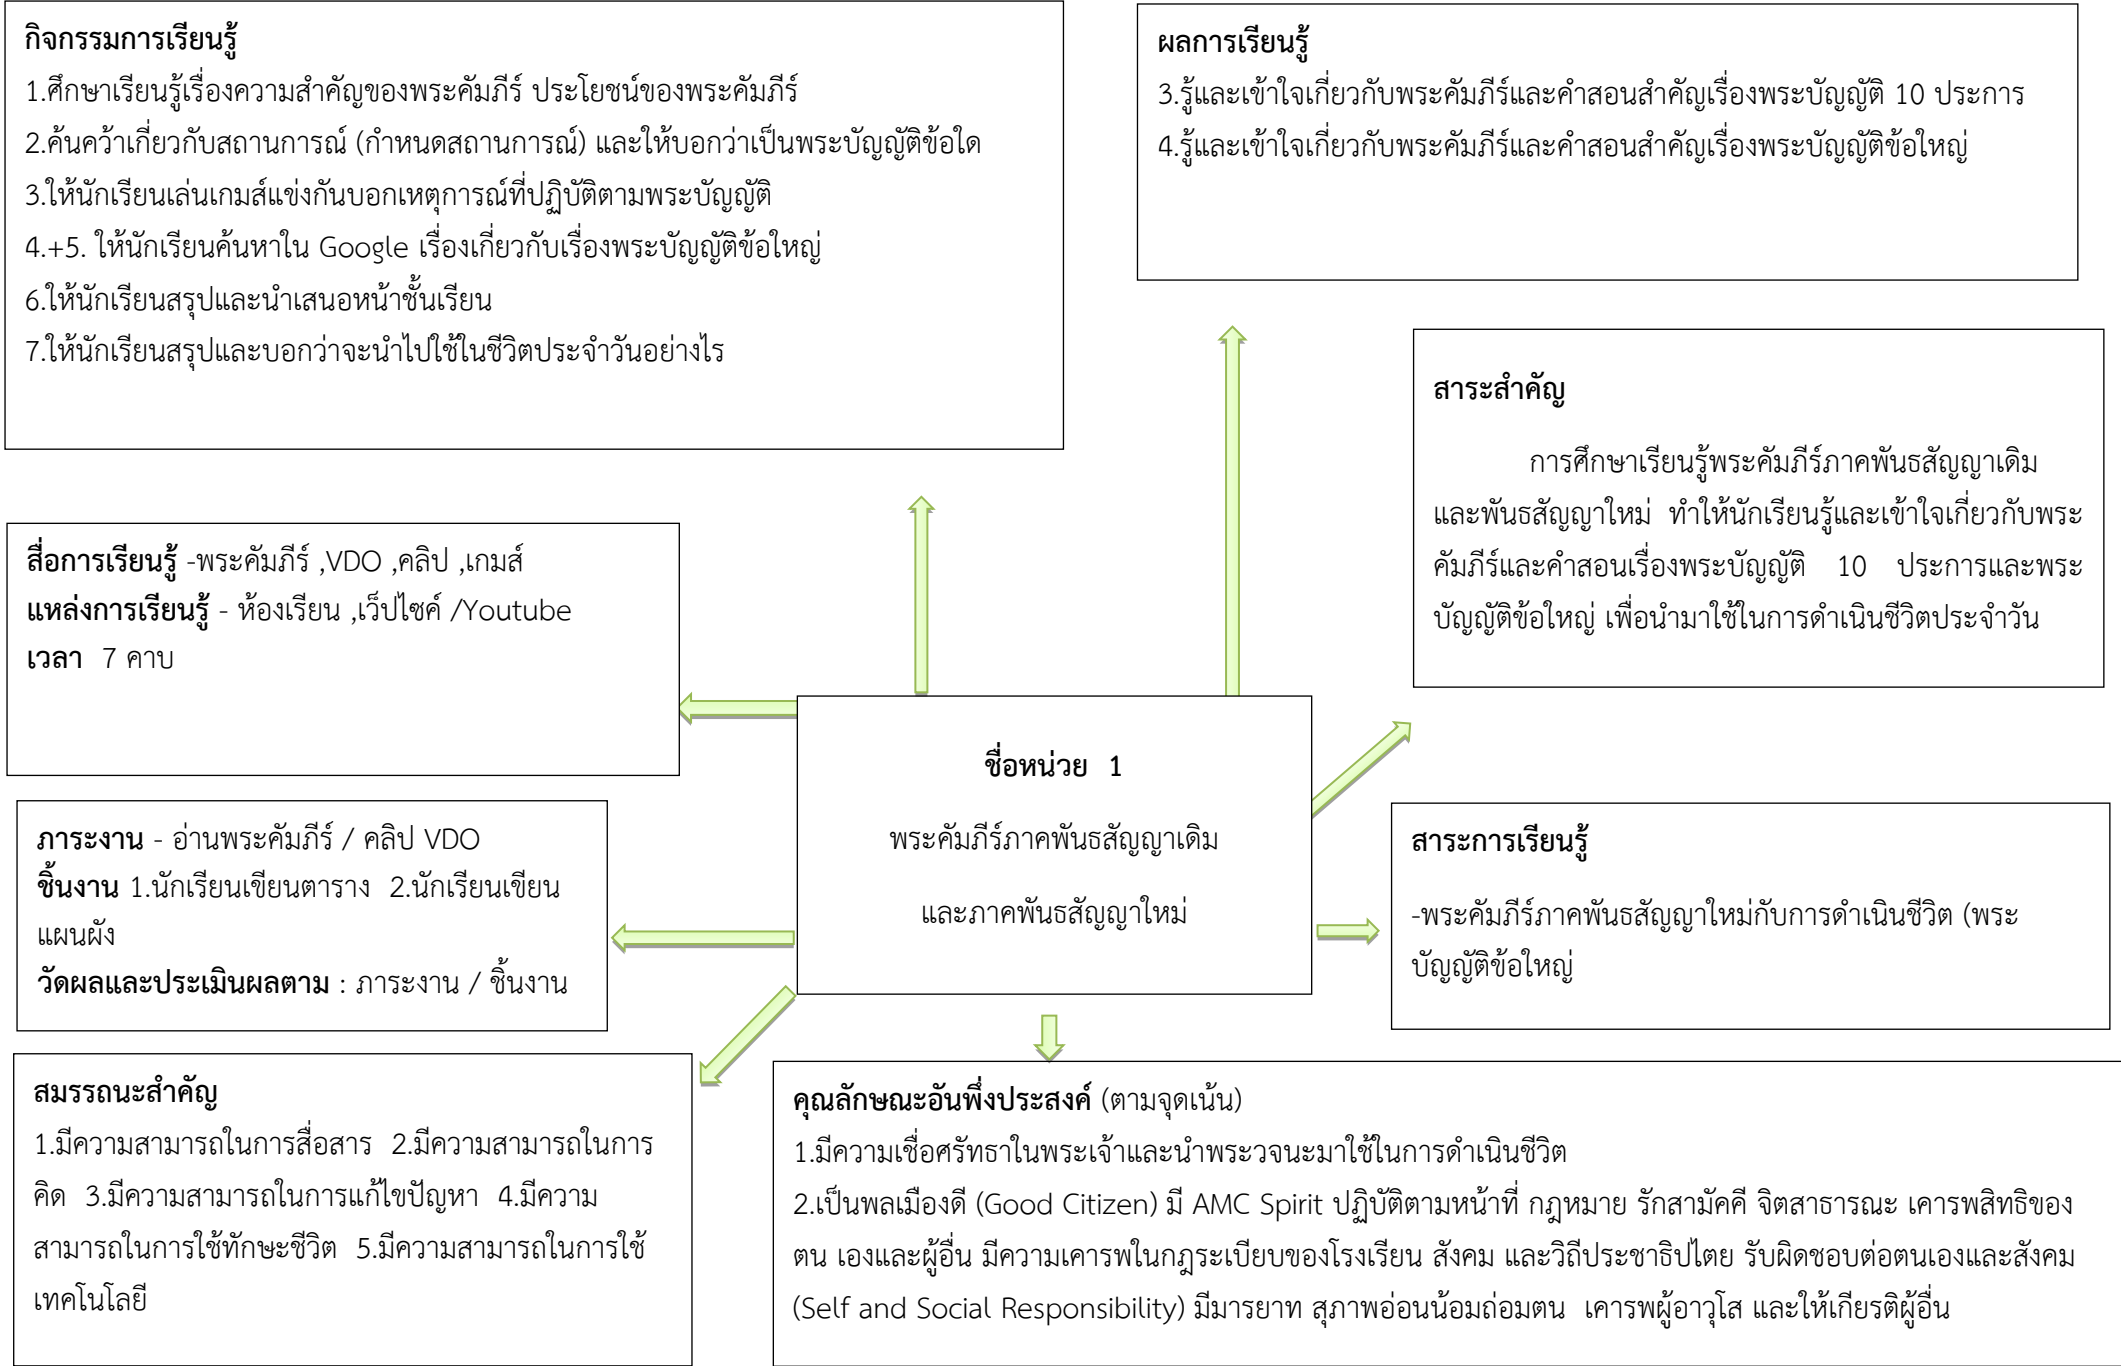 กิจกรรมการเรียนรู้
1.ศึกษาเรียนรู้เรื่องความสำคัญของพระคัมภีร์ ประโยชน์ของพระคัมภีร์
2.ค้นคว้าเกี่ยวกับสถานการณ์ (กำหนดสถานการณ์) และให้บอกว่าเป็นพระบัญญัติข้อใด
3.ให้นักเรียนเล่นเกมส์แข่งกันบอกเหตุการณ์ที่ปฏิบัติตามพระบัญญัติ
4.+5. ให้นักเรียนค้นหาใน Google เรื่องเกี่ยวกับเรื่องพระบัญญัติข้อใหญ่
6.ให้นักเรียนสรุปและนำเสนอหน้าชั้นเรียน
7.ให้นักเรียนสรุปและบอกว่าจะนำไปใช้ในชีวิตประจำวันอย่างไร
ผลการเรียนรู้
3.รู้และเข้าใจเกี่ยวกับพระคัมภีร์และคำสอนสำคัญเรื่องพระบัญญัติ 10 ประการ
4.รู้และเข้าใจเกี่ยวกับพระคัมภีร์และคำสอนสำคัญเรื่องพระบัญญัติข้อใหญ่
สาระสำคัญ
การศึกษาเรียนรู้พระคัมภีร์ภาคพันธสัญญาเดิม
และพันธสัญญาใหม่ ทำให้นักเรียนรู้และเข้าใจเกี่ยวกับพระ
คัมภีร์และคำสอนเรื่องพระบัญญัติ 10 ประการและพระ
บัญญัติข้อใหญ่ เพื่อนำมาใช้ในการดำเนินชีวิตประจำวัน
สื่อการเรียนรู้ -พระคัมภีร์ ,VDO ,คลิป ,เกมส์
แหล่งการเรียนรู้ - ห้องเรียน ,เว็ปไซค์ /Youtube
เวลา 7 คาบ
ชื่อหน่วย 1
พระคัมภีร์ภาคพันธสัญญาเดิม
และภาคพันธสัญญาใหม่
ภาระงาน - อ่านพระคัมภีร์ / คลิป VDO
ชิ้นงาน 1.นักเรียนเขียนตาราง 2.นักเรียนเขียน
แผนผัง
วัดผลและประเมินผลตาม : ภาระงาน / ชิ้นงาน
สาระการเรียนรู้
-พระคัมภีร์ภาคพันธสัญญาใหม่กับการดำเนินชีวิต (พระ
บัญญัติข้อใหญ่
สมรรถนะสำคัญ
1.มีความสามารถในการสื่อสาร 2.มีความสามารถในการ
คิด 3.มีความสามารถในการแก้ไขปัญหา 4.มีความ
สามารถในการใช้ทักษะชีวิต 5.มีความสามารถในการใช้
เทคโนโลยี
คุณลักษณะอันพึ่งประสงค์ (ตามจุดเน้น)
1.มีความเชื่อศรัทธาในพระเจ้าและนำพระวจนะมาใช้ในการดำเนินชีวิต
2.เป็นพลเมืองดี (Good Citizen) มี AMC Spirit ปฏิบัติตามหน้าที่ กฎหมาย รักสามัคคี จิตสาธารณะ เคารพสิทธิของ
ตน เองและผู้อื่น มีความเคารพในกฎระเบียบของโรงเรียน สังคม และวิถีประชาธิปไตย รับผิดชอบต่อตนเองและสังคม
(Self and Social Responsibility) มีมารยาท สุภาพอ่อนน้อมถ่อมตน เคารพผู้อาวุโส และให้เกียรติผู้อื่น